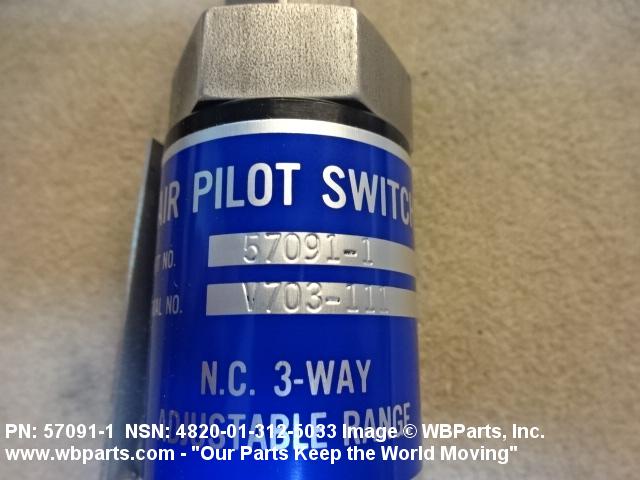 AIR PILOT SWITCH
57091-1
NO.
V703-111
NO.
N.C. 3-WAY
ADJUSTABLE RANGE
PN: 57091-1 NSN: 4820-01-312-5033 Image © WBParts, Inc.
www.wbparts.com - "Our Parts Keep the World Moving"